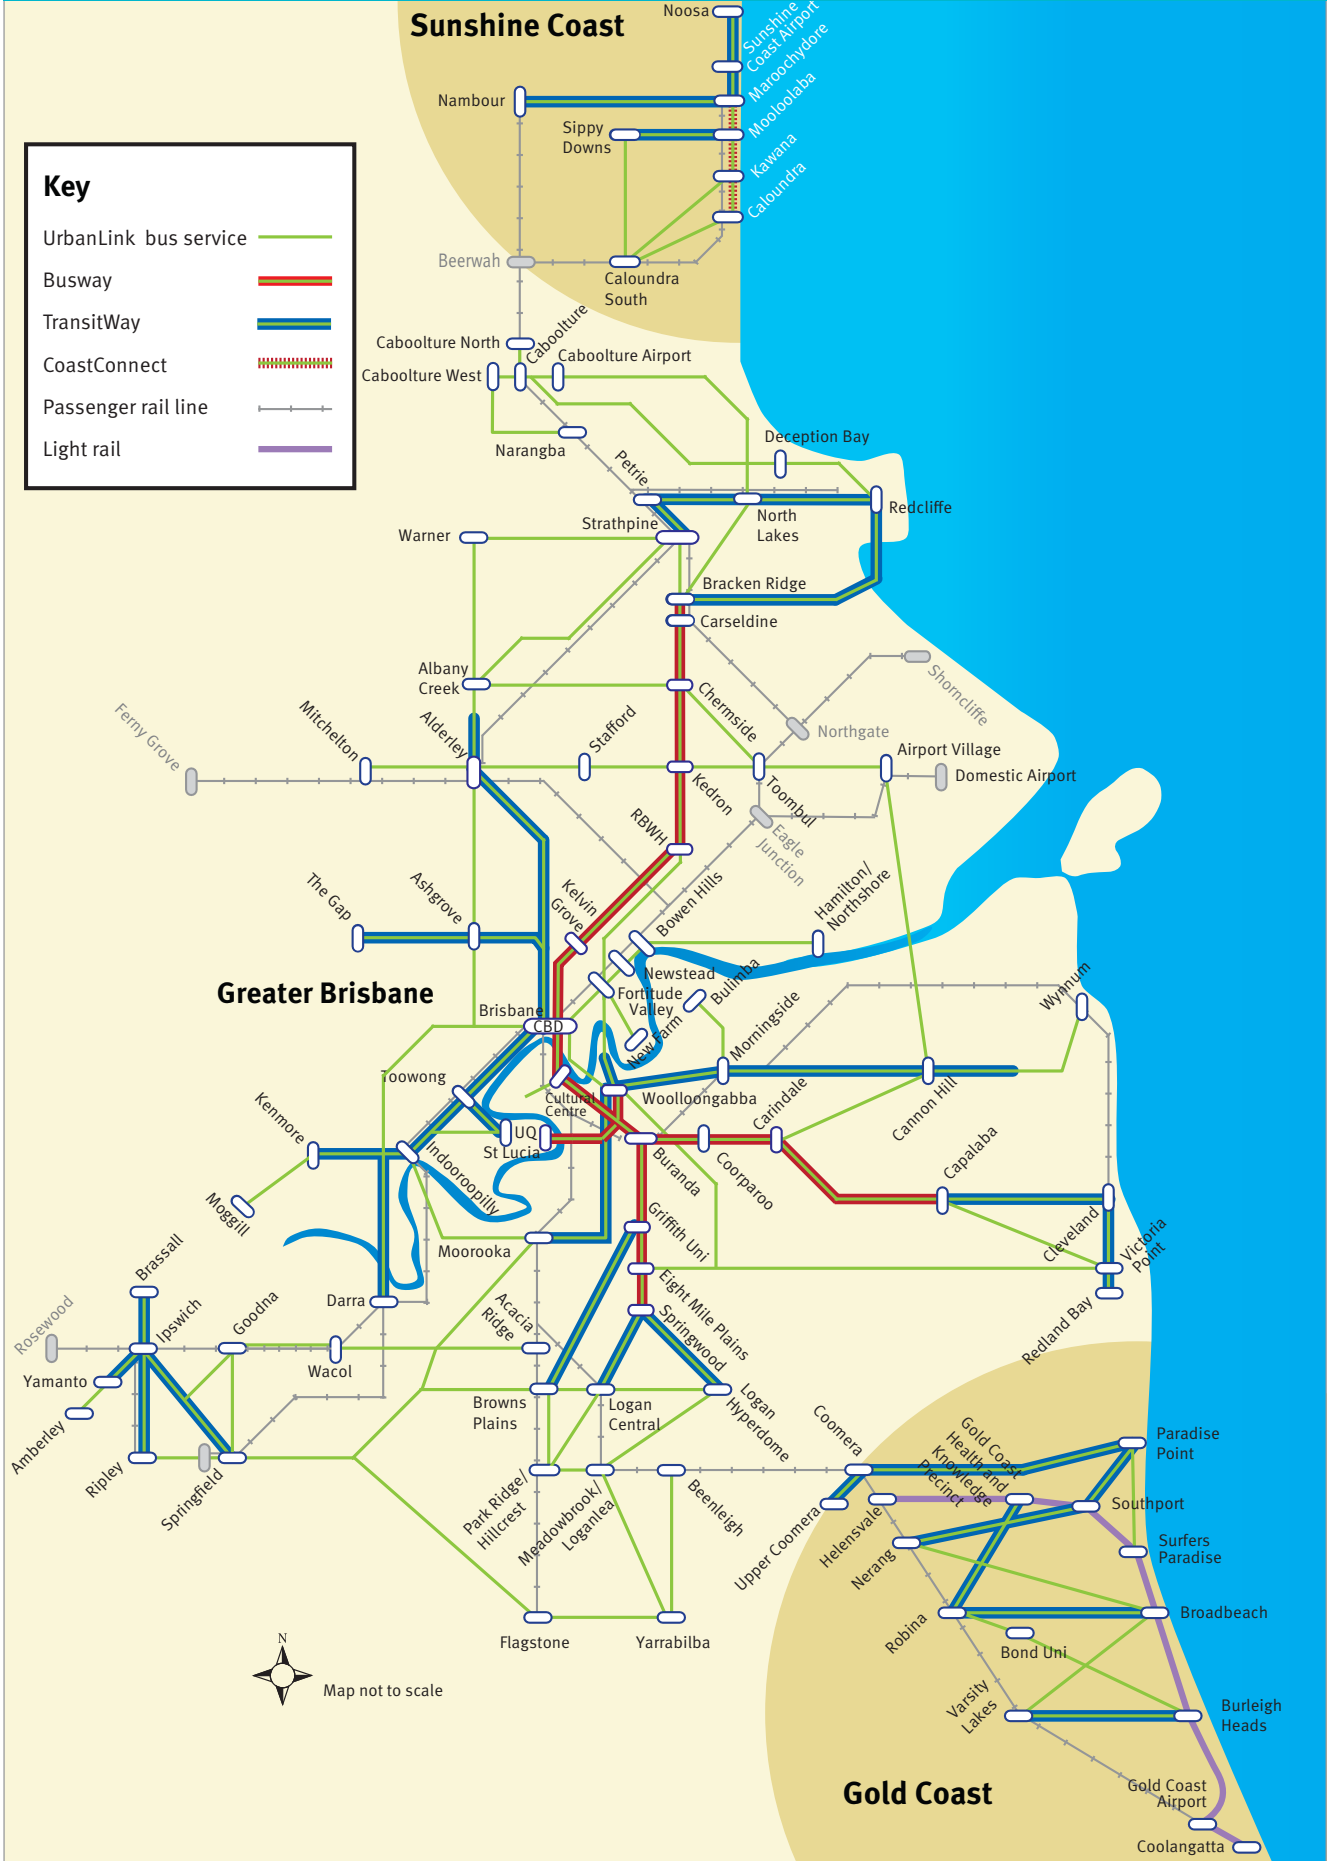 Sunshine Coast
Noosa
Sunshine
Coast Airport
Maroochydore
Nambour
Mooloolaba
Sippy
Downs
Kawana
Caloundra
Key
UrbanLink bus service
Busway
TransitWay
CoastConnect
Passenger rail line
Light rail
Beerwah
Caloundra
South
Caboolture North
Caboolture
Caboolture Airport
Caboolture West
Narangba
Deception Bay
Petrie
Redcliffe
North
Lakes
Strathpine
Warner
Bracken Ridge
Carseldine
Albany
Creek
Chermside
Shorncliffe
Northgate
Ferny Grove
Mitchelton
Alderley
Stafford
Airport Village
Domestic Airport
Kedron
Toombul
Eagle
Junction
RBWH
The Gap
Ashgrove
Kelvin
Grove
Bowen Hills
Hamilton/
Northshore
Greater Brisbane
Newstead
Fortitude
Valley
Bulimba
Wynnum
Brisbane
CBD
New Farm
Morningside
Toowong
Cultural
Centre
Woolloongabba
Cannon Hill
Kenmore
UQ
St Lucia
Carindale
Capalaba
Indooroopilly
Buranda
Coorparoo
Moggill
Moorooka
Griffith Uni
Cleveland
Victoria
Point
Brassall
Darra
Eight Mile Plains
Redland Bay
Rosewood
Ipswich
Goodna
Acacia
Ridge
Springwood
Wacol
Yamanto
Browns
Plains
Logan
Central
Logan
Hyperdome
Amberley
Ripley
Springfield
Park Ridge/
Hillcrest
Meadowbrook/
Loganlea
Beenleigh
Coomera
Gold Coast
Health and
Knowledge
Precinct
Paradise
Point
Upper Coomera
Helensvale
Southport
Nerang
Surfers
Paradise
Flagstone
Yarrabilba
Robina
Broadbeach
Bond Uni
N
Map not to scale
Varsity
Lakes
Burleigh
Heads
Gold Coast
Gold Coast
Airport
Coolangatta